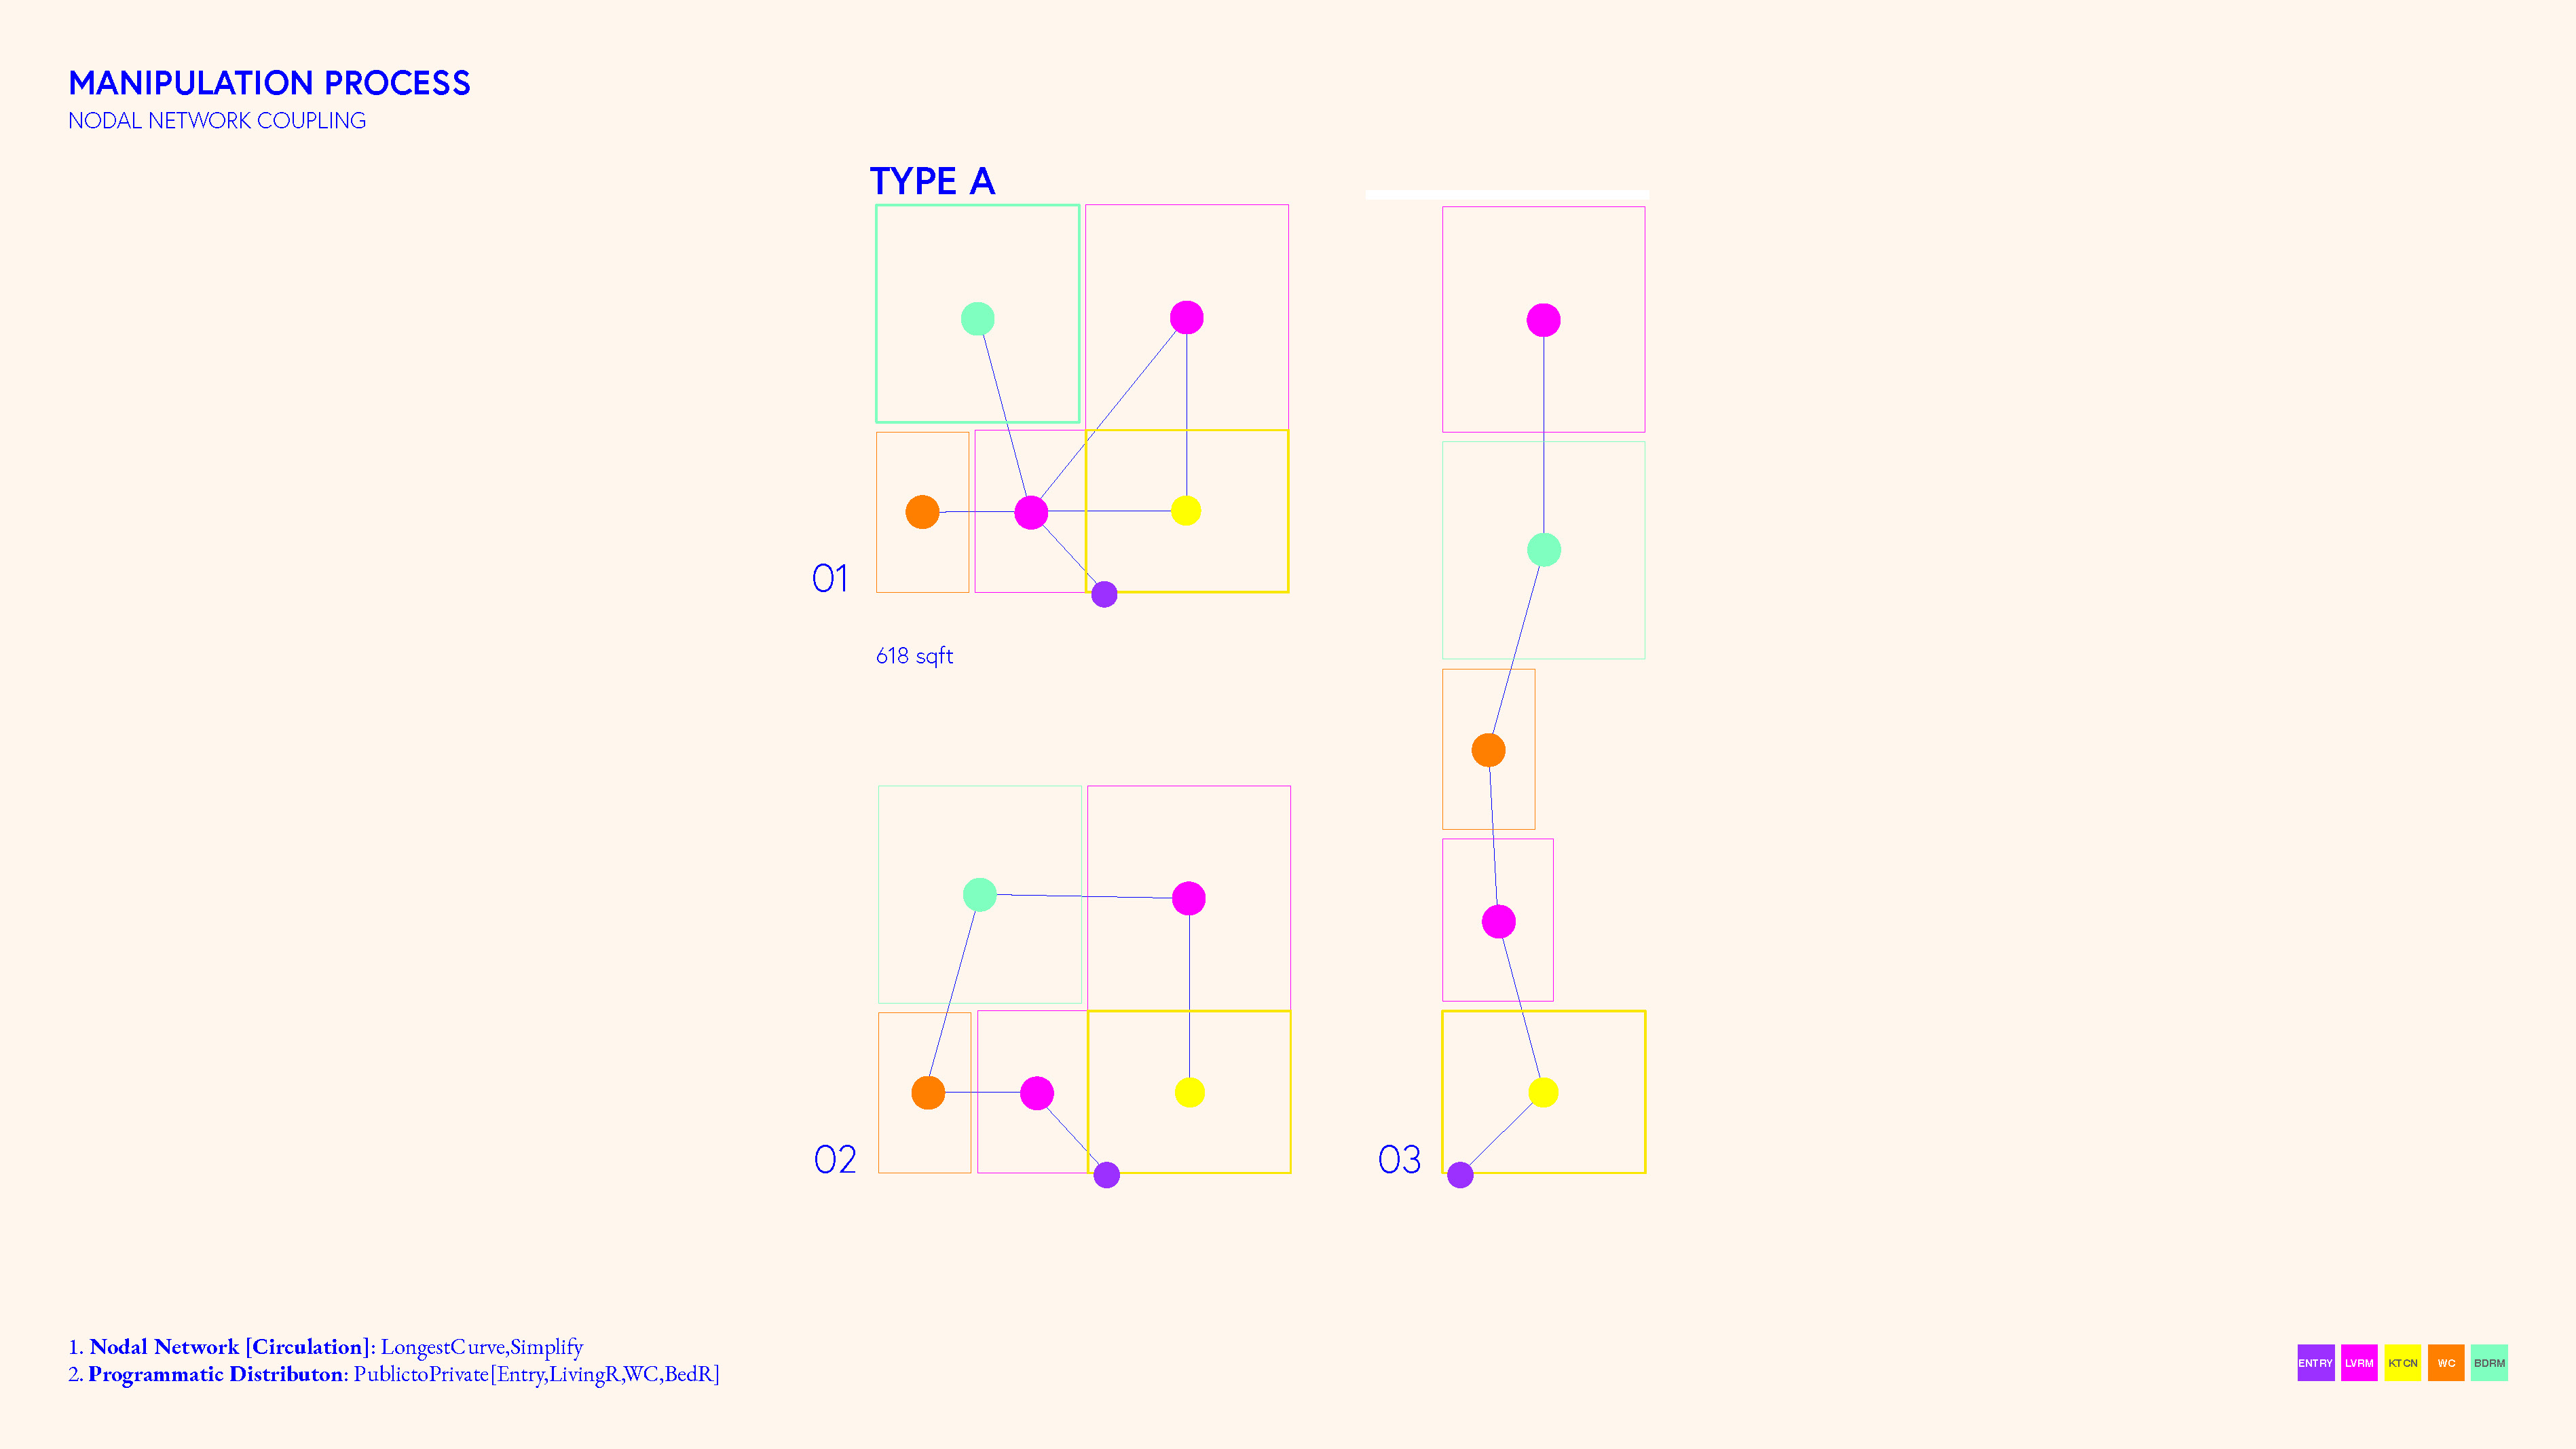 MANIPULATION PROCESS
NODAL NETWORK COUPLING
TYPE A
01
618 sqft
02
03
1. Nodal Network [Circulation]: LongestCurve,Simplify
2. Programmatic Distributon: PublictoPrivate[Entry,LivingR,WC,BedR]
ENTRY LVRM KTCN WC BDRM